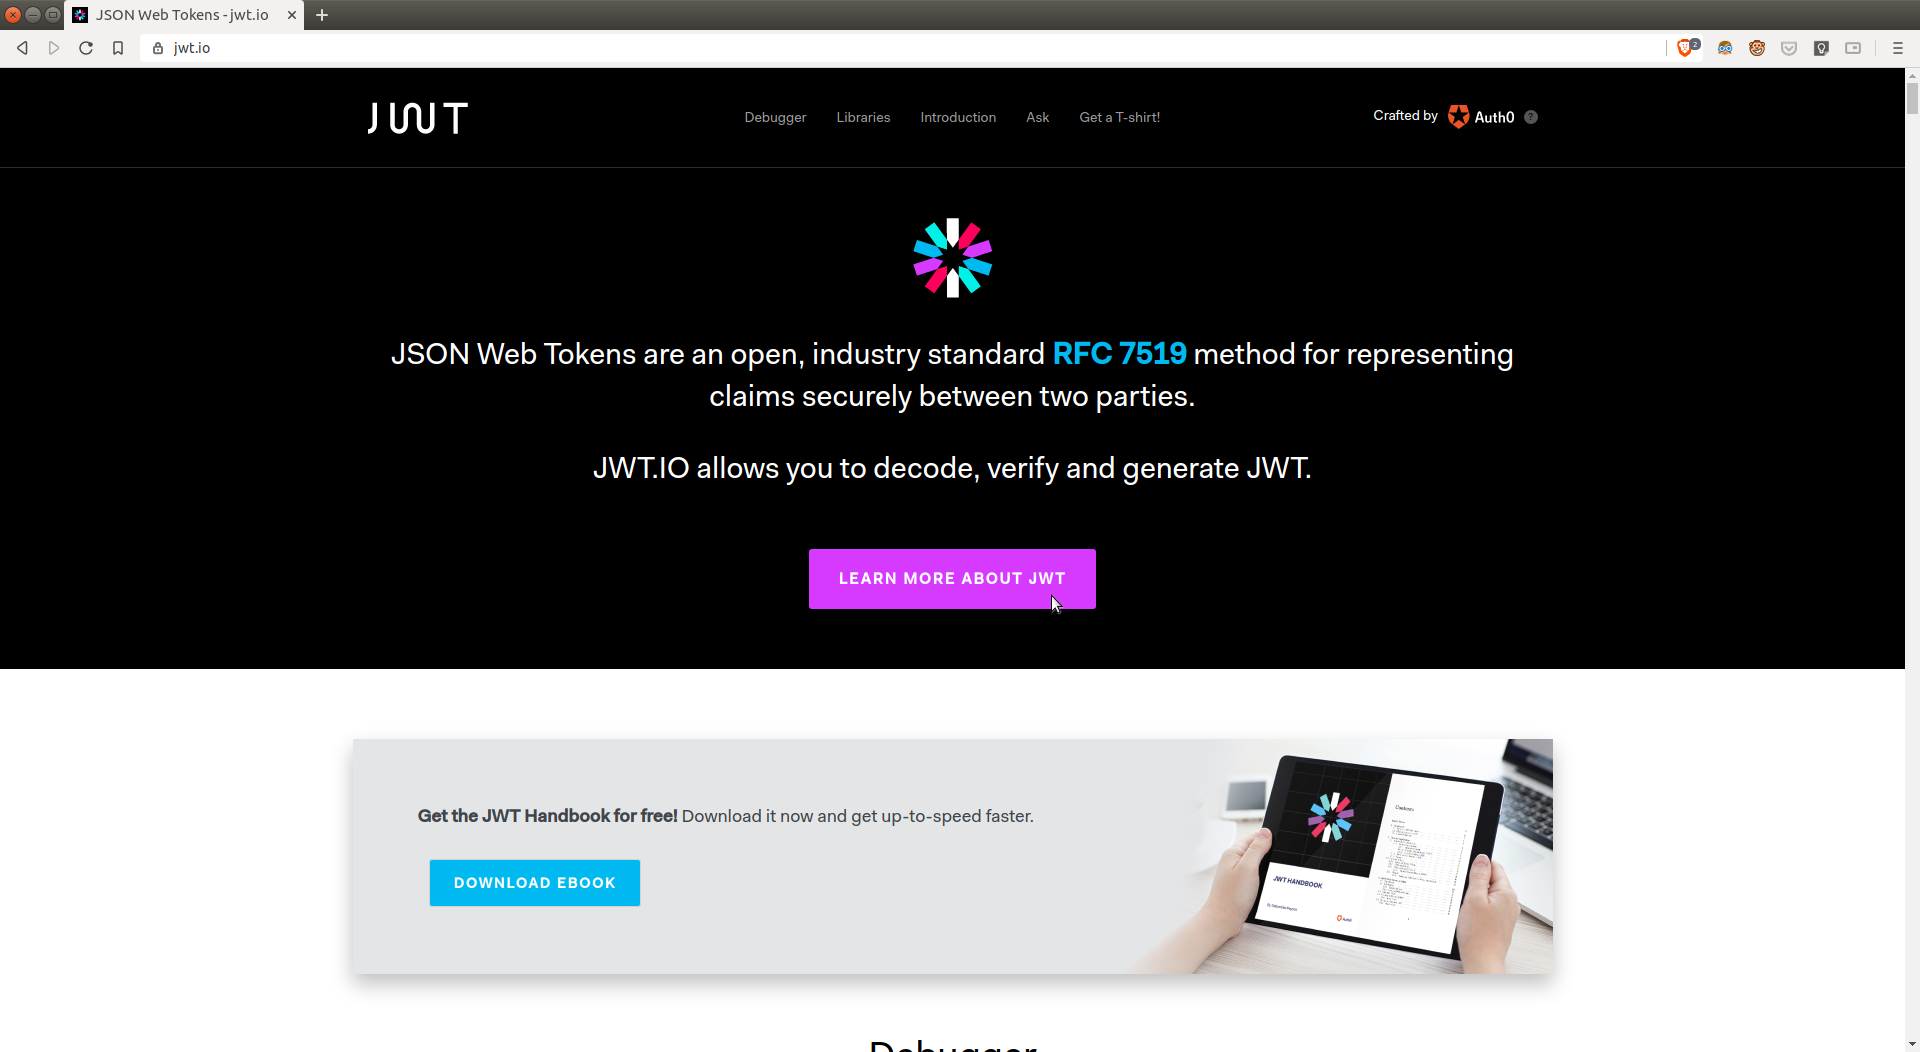 JSON Web Tokens - jwt.io
jwt.io
2
JWT
Debugger Libraries Introduction Ask Get a T-shirt!
Crafted by Auth0 ?
JSON Web Tokens are an open, industry standard RFC 7519 method for representing
claims securely between two parties.
JWT.IO allows you to decode, verify and generate JWT.
LEARN MORE ABOUT JWT
Get the JWT Handbook for free! Download it now and get up-to-speed faster.
DOWNLOAD EBOOK
JWT HANDBOOK
Debugger